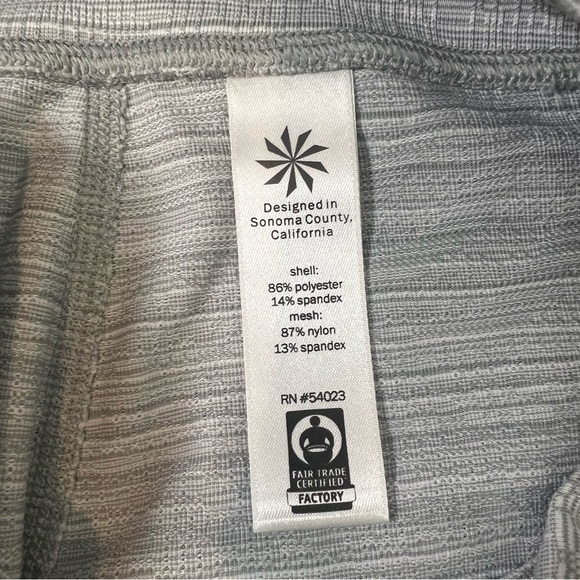 Designed in
Sonoma County,
California
shell:
86% polyester
14% spandex
mesh:
87% nylon
13% spandex
RN #54023
FAIR TRADE
CERTIFIED
FACTORY